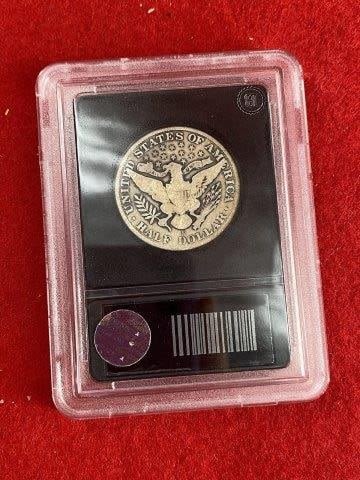 UNITED STATES OF AMERICA
HALF DOLLAR